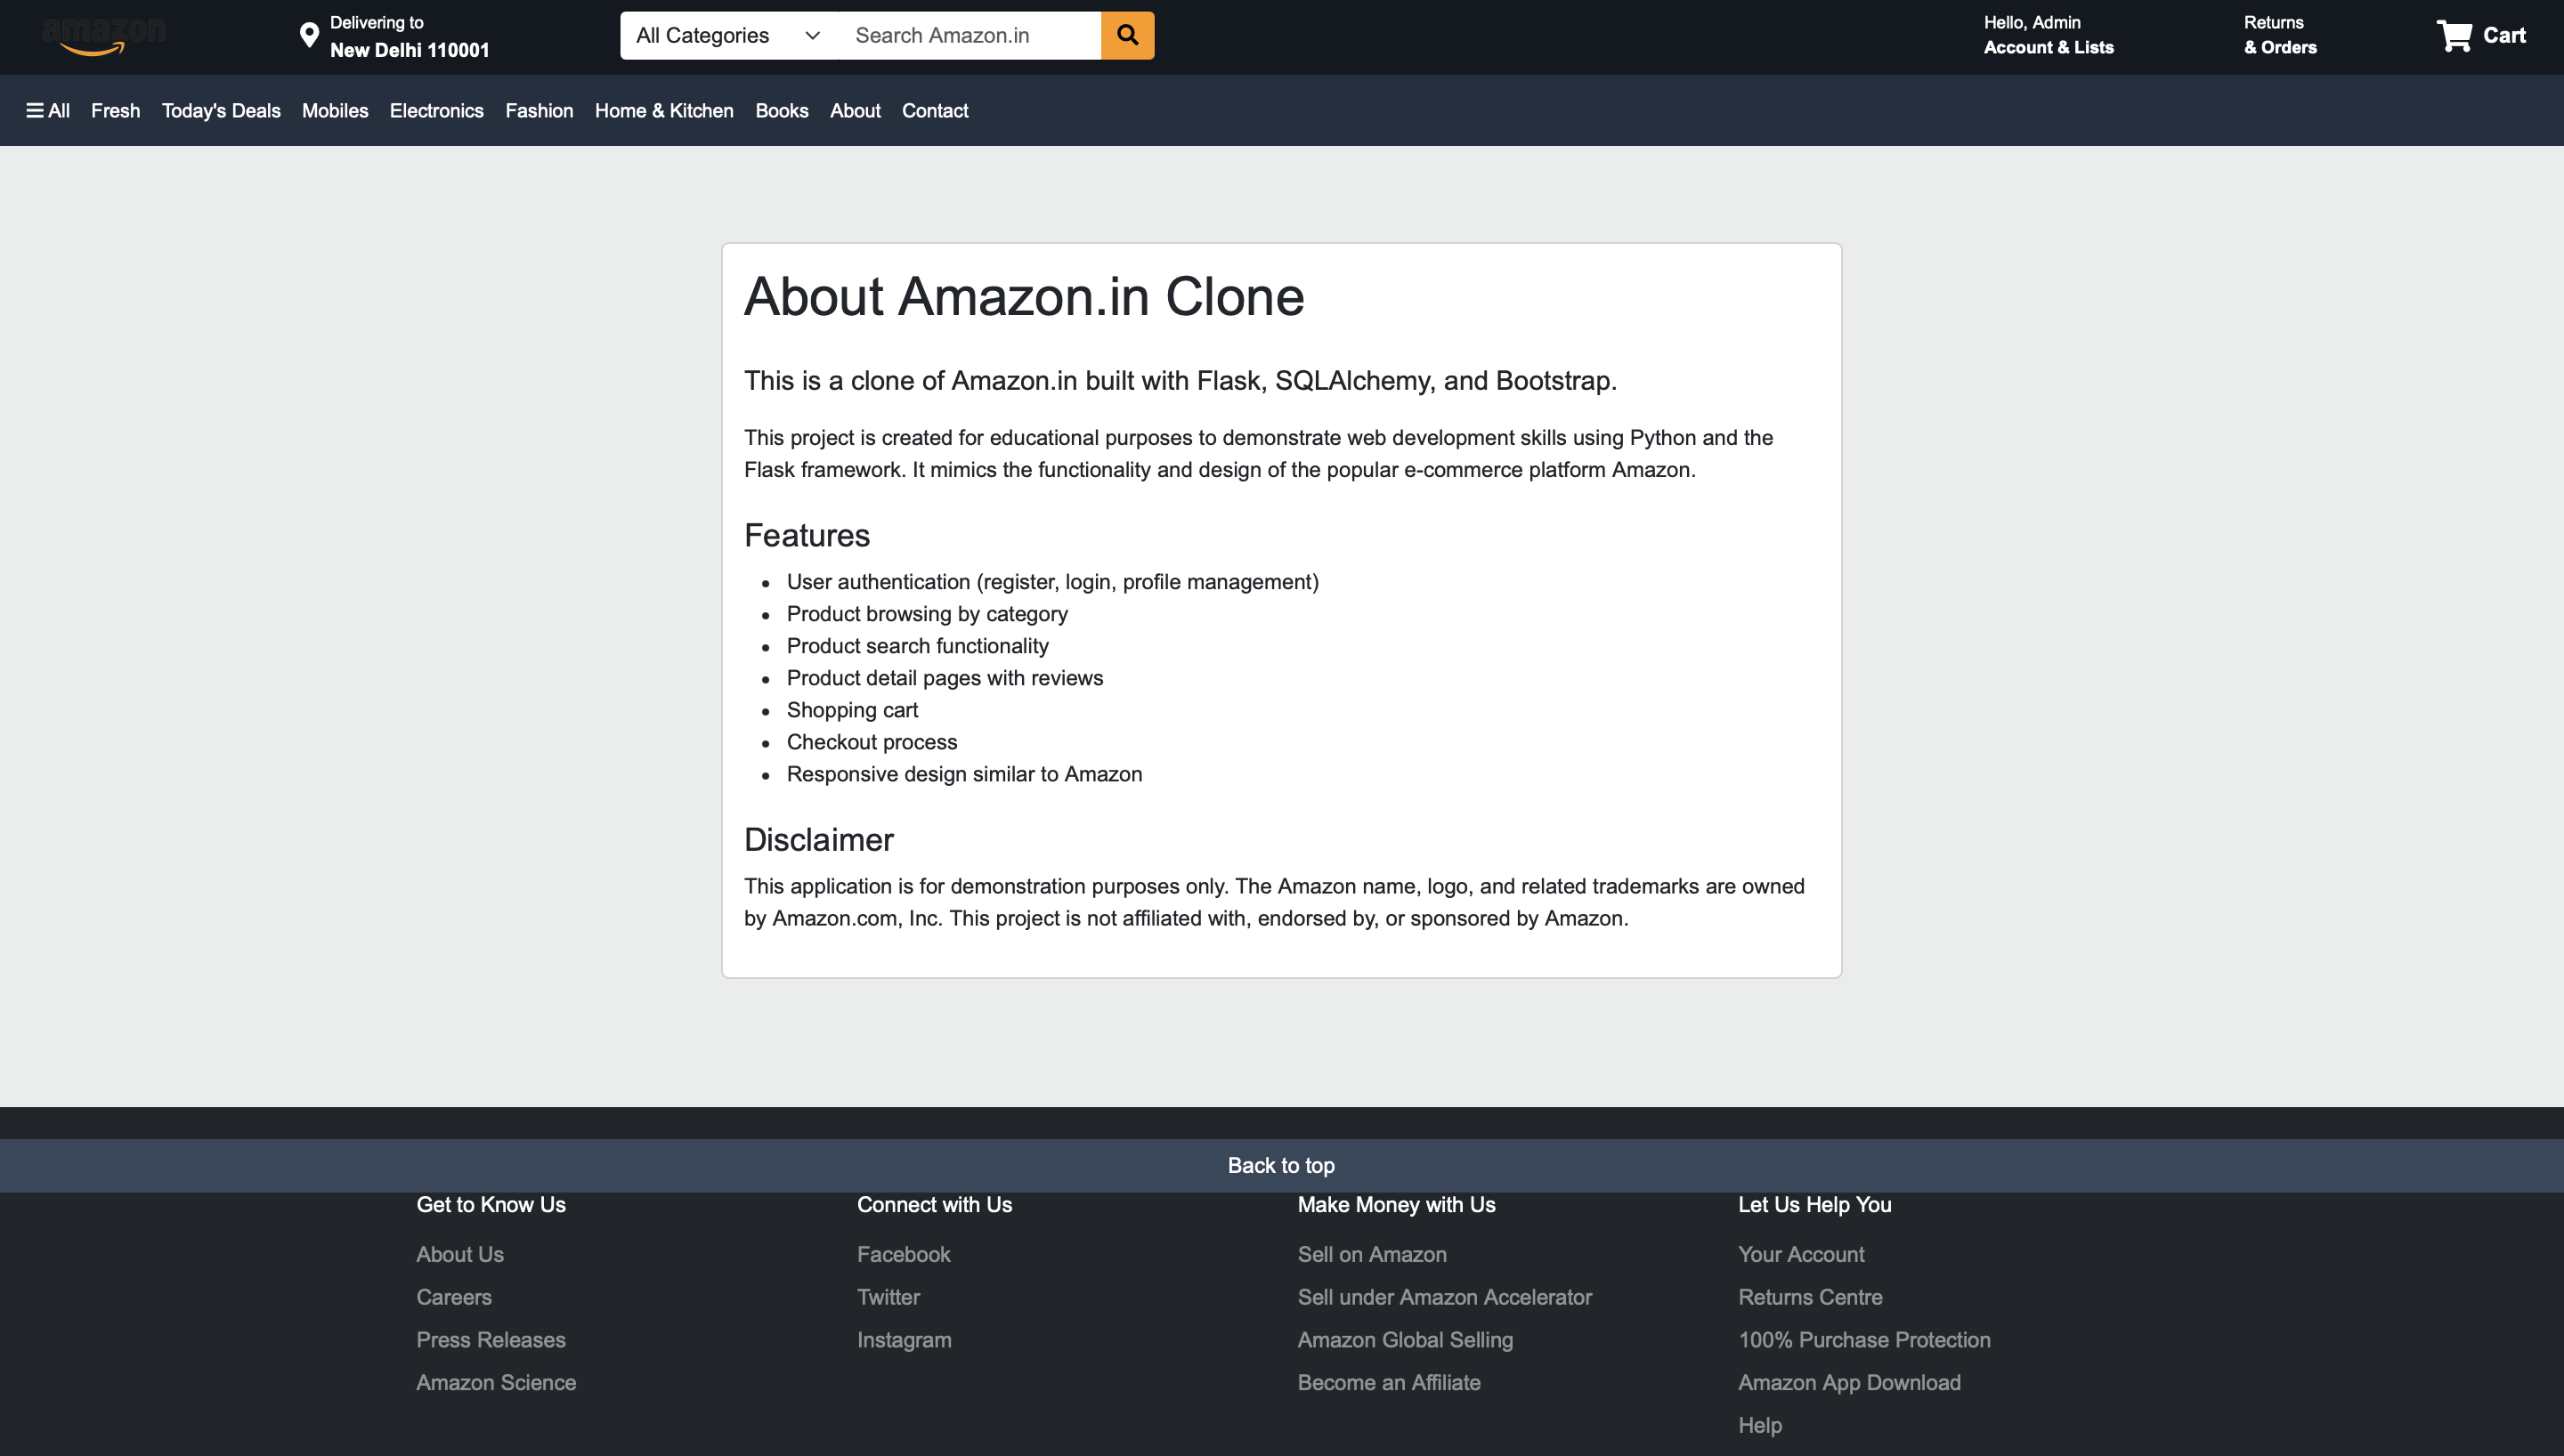 amazon
Delivering to
New Delhi 110001
All Categories
Search Amazon.in
Hello, Admin
Account & Lists
Returns
& Orders
Cart
All Fresh Today's Deals Mobiles Electronics Fashion Home & Kitchen Books About Contact
About Amazon.in Clone
This is a clone of Amazon.in built with Flask, SQLAlchemy, and Bootstrap.
This project is created for educational purposes to demonstrate web development skills using Python and the
Flask framework. It mimics the functionality and design of the popular e-commerce platform Amazon.
Features
• User authentication (register, login, profile management)
• Product browsing by category
• Product search functionality
• Product detail pages with reviews
• Shopping cart
• Checkout process
• Responsive design similar to Amazon
Disclaimer
This application is for demonstration purposes only. The Amazon name, logo, and related trademarks are owned
by Amazon.com, Inc. This project is not affiliated with, endorsed by, or sponsored by Amazon.
Back to top
Get to Know Us
About Us
Careers
Press Releases
Amazon Science
Connect with Us
Facebook
Twitter
Instagram
Make Money with Us
Sell on Amazon
Sell under Amazon Accelerator
Amazon Global Selling
Become an Affiliate
Let Us Help You
Your Account
Returns Centre
100% Purchase Protection
Amazon App Download
Help